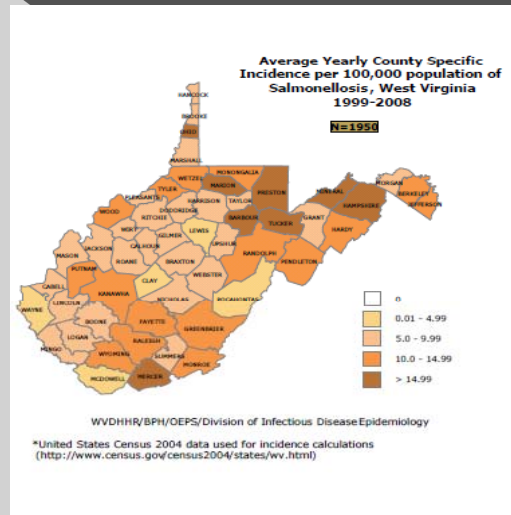 Average Yearly County Specific
Incidence per 100,000 population of
Salmonellosis, West Virginia
1999-2008
N=1950
HANCOCK
BROOKE
OHIO
MARSHALL
WETZEL MONONGALIA
MARION PRESTON MINERAL MORGAN
TYLER BERKELEY
PLEASANTS HARRISON TAYLOR HAMPSHIRE JEFFERSON
WOOD DODDRIDGE
RITCHIE BARBOUR TUCKER GRANT
WIRT LEWIS HARDY
GILMER
JACKSON CALHOUN UPSHUR
MASON ROANE BRAXTON RANDOLPH PENDLETON
PUTNAM WEBSTER
CABELL CLAY
KANAWHA NICHOLAS POCAHONTAS
WAYNE LINCOLN
BOONE FAYETTE GREENBRIER
LOGAN RALEIGH
MINGO WYOMING SUMMERS MONROE
MCDOWELL MERCER
0
0.01 - 4.99
5.0 - 9.99
10.0 - 14.99
> 14.99
WVDHHR/BPH/OEPS/Division of Infectious DiseaseEpidemiology
*United States Census 2004 data used for incidence calculations
(http://www.census.gov/census2004/states/wv.html)